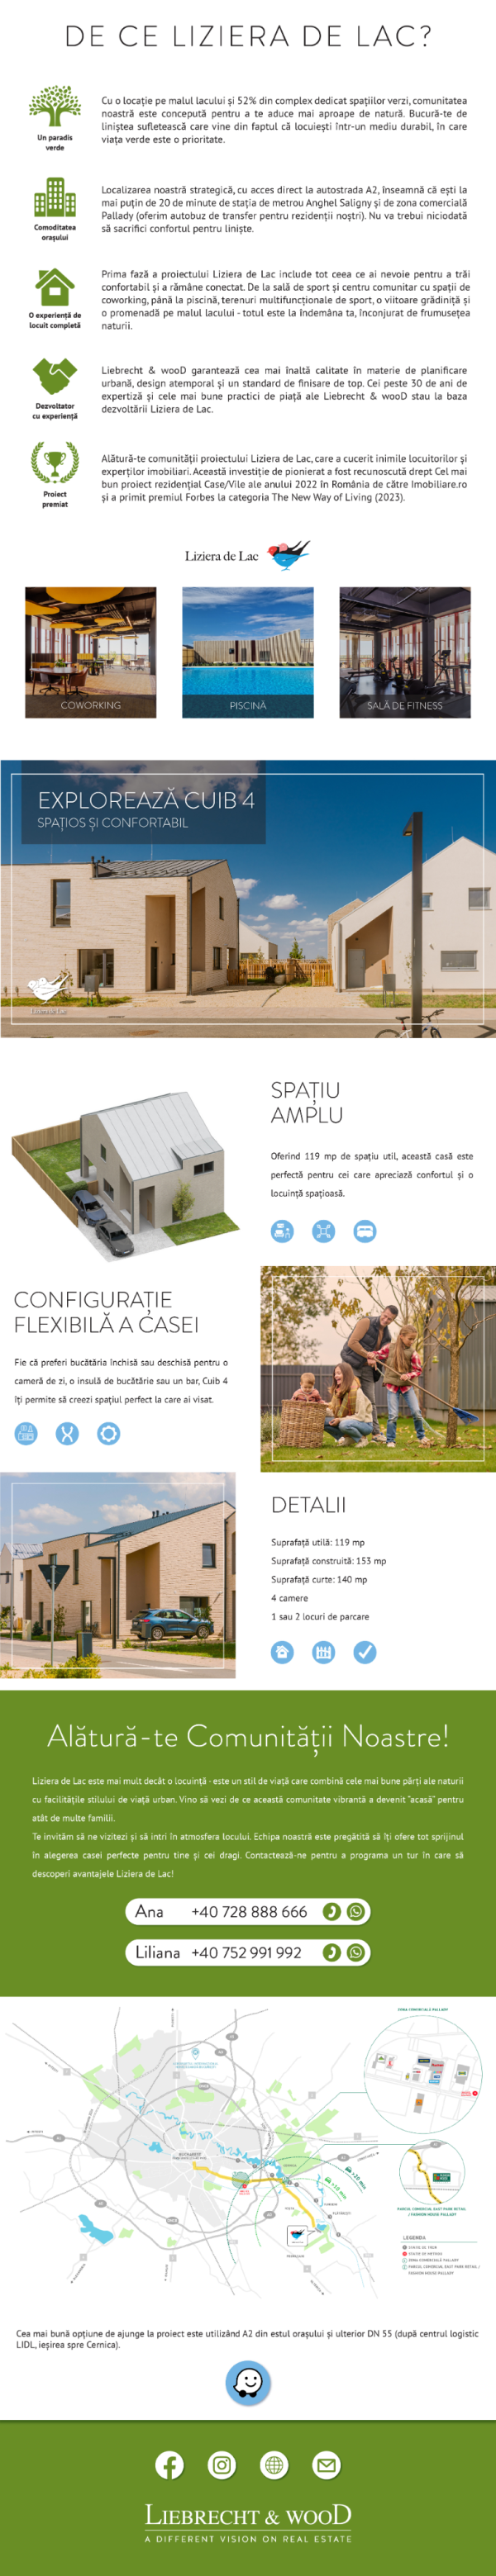 DE CE LIZIERA DE LAC?
Un paradis
verde
Cu o locație pe malul lacului și 52% din complex dedicat spațiilor verzi, comunitatea
noastră este concepută pentru a te aduce mai aproape de natură. Bucură-te de
liniștea sufletească care vine din faptul că locuiești într-un mediu durabil, în care
viața verde este o prioritate.
Comoditatea
orașului
Localizarea noastră strategică, cu acces direct la autostrada A2, înseamnă că ești la
mai puțin de 20 de minute de stația de metrou Anghel Saligny și de zona comercială
Pallady (oferim autobuz de transfer pentru rezidenții noștri). Nu va trebui niciodată
să sacrifici confortul pentru liniște.
O experiență de
locuit completă
Prima fază a proiectului Liziera de Lac include tot ceea ce ai nevoie pentru a trăi
confortabil și a rămâne conectat. De la sală de sport și centru comunitar cu spații de
coworking, până la piscină, terenuri multifuncționale de sport, o viitoare grădiniță și
o promenadă pe malul lacului - totul este la îndemâna ta, înconjurat de frumusețea
naturii.
Dezvoltator
cu experiență
Liebrecht & wooD garantează cea mai înaltă calitate în materie de planificare
urbană, design atemporal și un standard de finisare de top. Cei peste 30 de ani de
expertiză și cele mai bune practici de piață ale Liebrecht & wooD stau la baza
dezvoltării Liziera de Lac.
Proiect
premiat
Alătură-te comunității proiectului Liziera de Lac, care a cucerit inimile locuitorilor și
experților imobiliari. Această investiție de pionierat a fost recunoscută drept Cel mai
bun proiect rezidențial Case/Vile ale anului 2022 în România de către Imobiliare.ro
și a primit premiul Forbes la categoria The New Way of Living (2023).
Liziera de Lac
COWORKING
PISCINĂ
SALĂ DE FITNESS
EXPLOREAZĂ CUIB 4
SPAȚIOS ȘI CONFORTABIL
Liziera de Lac
SPAȚIU
AMPLU
Oferind 119 mp de spațiu util, această casă este
perfectă pentru cei care apreciază confortul și o
locuință spațioasă.
CONFIGURAȚIE
FLEXIBILĂ A CASEI
Fie că preferi bucătăria închisă sau deschisă pentru o
cameră de zi, o insulă de bucătărie sau un bar, Cuib 4
îți permite să creezi spațiul perfect la care ai visat.
DETALII
Suprafață utilă: 119 mp
Suprafață construită: 153 mp
Suprafață curte: 140 mp
4 camere
1 sau 2 locuri de parcare
Alătură-te Comunității Noastre!
Liziera de Lac este mai mult decât o locuință - este un stil de viață care combină cele mai bune părți ale naturii
cu facilitățile stilului de viață urban. Vino să vezi de ce această comunitate vibrantă a devenit "acasă" pentru
atât de multe familii.
Te invităm să ne vizitezi și să intri în atmosfera locului. Echipa noastră este pregătită să îți ofere tot sprijinul
în alegerea casei perfecte pentru tine și cei dragi. Contactează-ne pentru a programa un tur în care să
descoperi avantajele Liziera de Lac!
Ana +40 728 888 666
Liliana +40 752 991 992
ZONA COMERCIALĂ PALLADY
PARCUL COMERCIAL EAST PARK RETAIL
/ FASHION HOUSE PALLADY
LEGENDA
Cea mai bună opțiune de ajunge la proiect este utilizând A2 din estul orașului și ulterior DN 55 (după centrul logistic
LIDL, ieșirea spre Cernica).
LIEBRECHT & WOOD
A DIFFERENT VISION ON REAL ESTATE